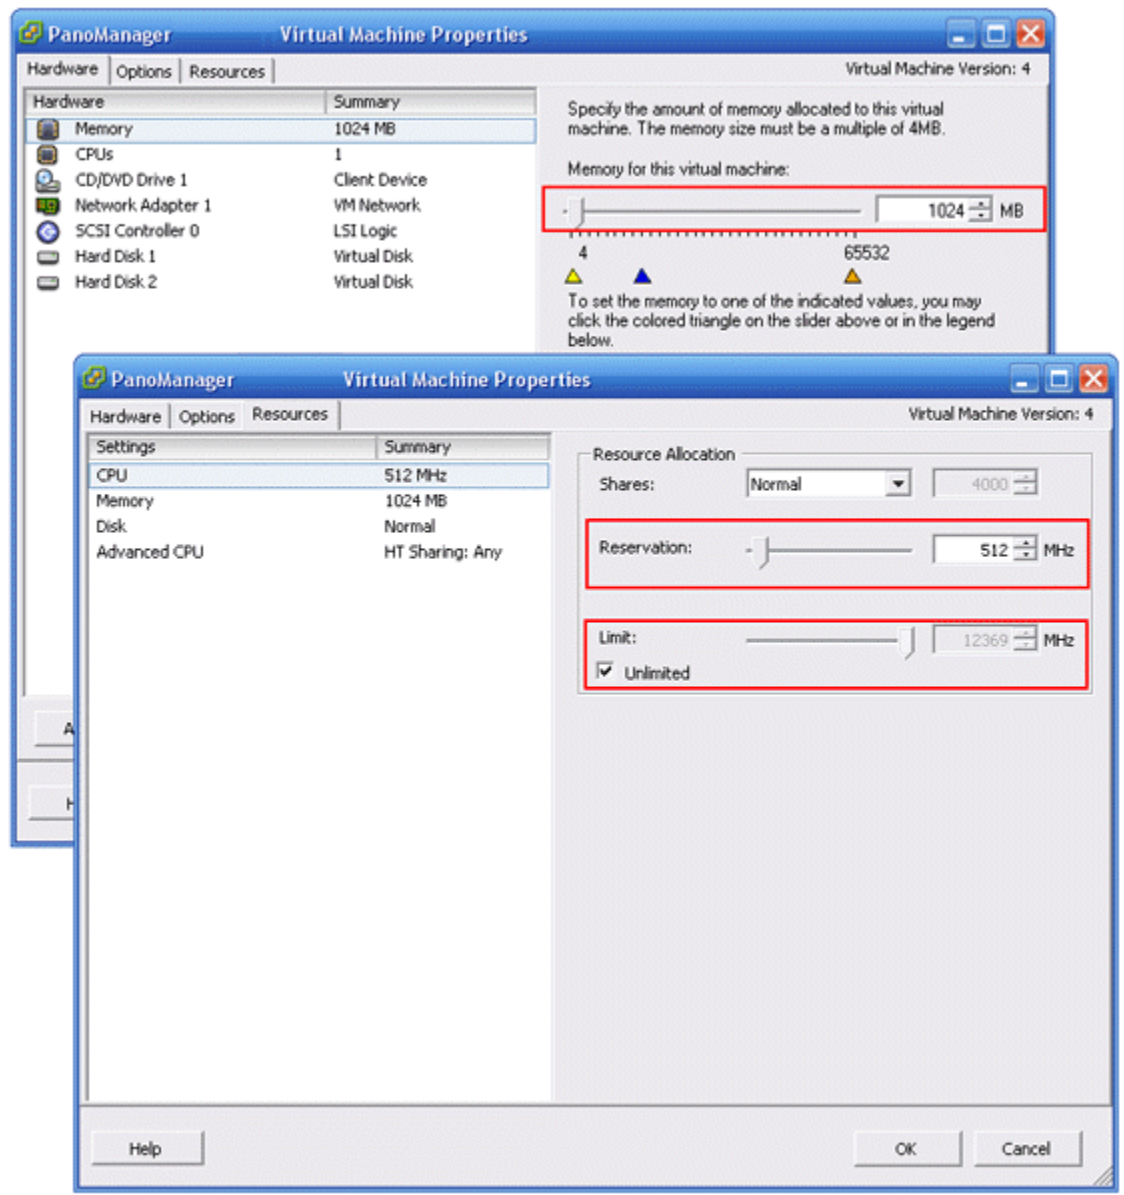 PanoManager Virtual Machine Properties
Hardware Options Resources Virtual Machine Version: 4
Hardware Summary
Memory 1024 MB
CPUs 1
CD/DVD Drive 1 Client Device
Network Adapter 1 VM Network
SCSI Controller 0 LSI Logic
Hard Disk 1 Virtual Disk
Hard Disk 2 Virtual Disk
Specify the amount of memory allocated to this virtual
machine. The memory size must be a multiple of 4MB.
Memory for this virtual machine:
1024 MB
4 65532
To set the memory to one of the indicated values, you may
click the colored triangle on the slider above or in the legend
below.
A
H
PanoManager Virtual Machine Properties
Hardware Options Resources Virtual Machine Version: 4
Settings Summary
CPU 512 MHz
Memory 1024 MB
Disk Normal
Advanced CPU HT Sharing: Any
Resource Allocation
Shares: Normal 4000
Reservation: 512 MHz
Limit: 12369 MHz
Unlimited
Help OK Cancel